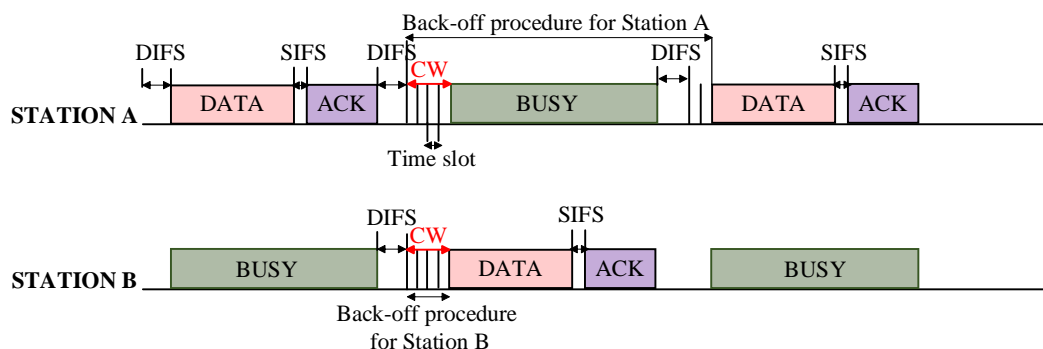 Back-off procedure for Station A
DIFS
SIFS
DIFS
CW
DIFS
SIFS
STATION A
DATA
ACK
BUSY
DATA
ACK
Time slot
DIFS
CW
SIFS
STATION B
BUSY
DATA
ACK
BUSY
Back-off procedure
for Station B